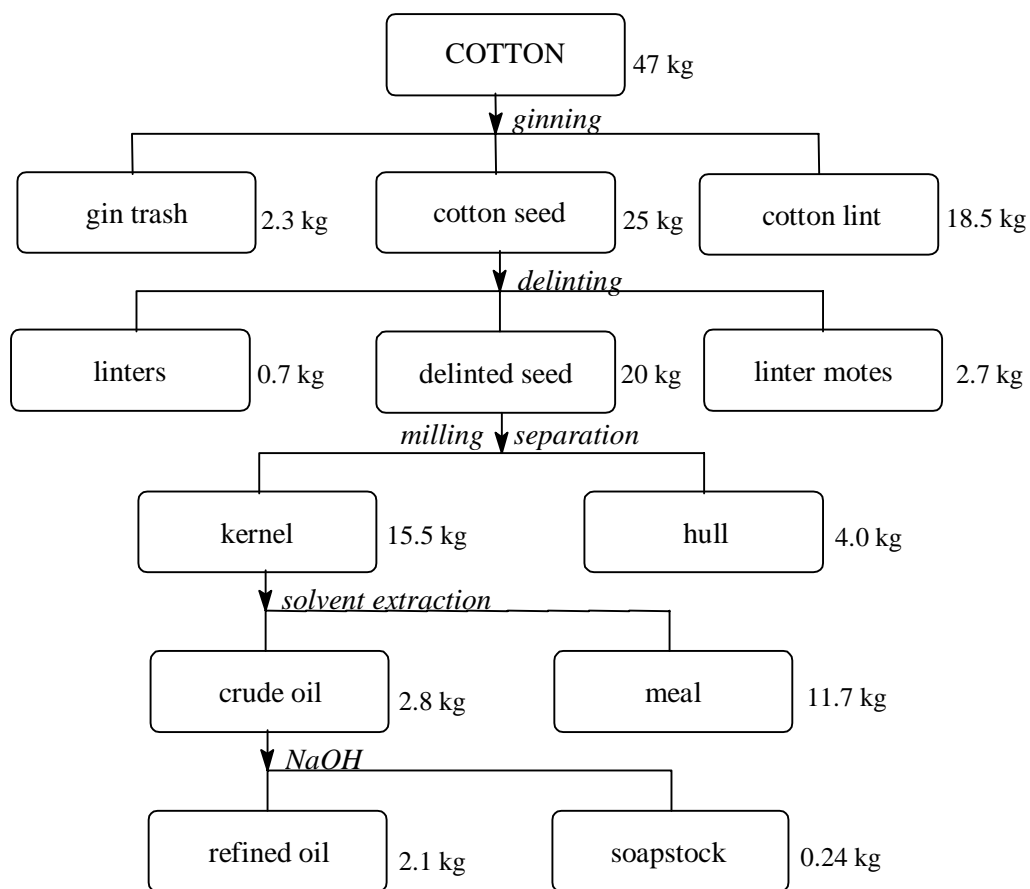 COTTON
47 kg
ginning
gin trash
2.3 kg
cotton seed
25 kg
cotton lint
18.5 kg
delinting
linters
0.7 kg
delinted seed
20 kg
linter motes
2.7 kg
milling separation
kernel
15.5 kg
hull
4.0 kg
solvent extraction
crude oil
2.8 kg
meal
11.7 kg
NaOH
refined oil
2.1 kg
soapstock
0.24 kg